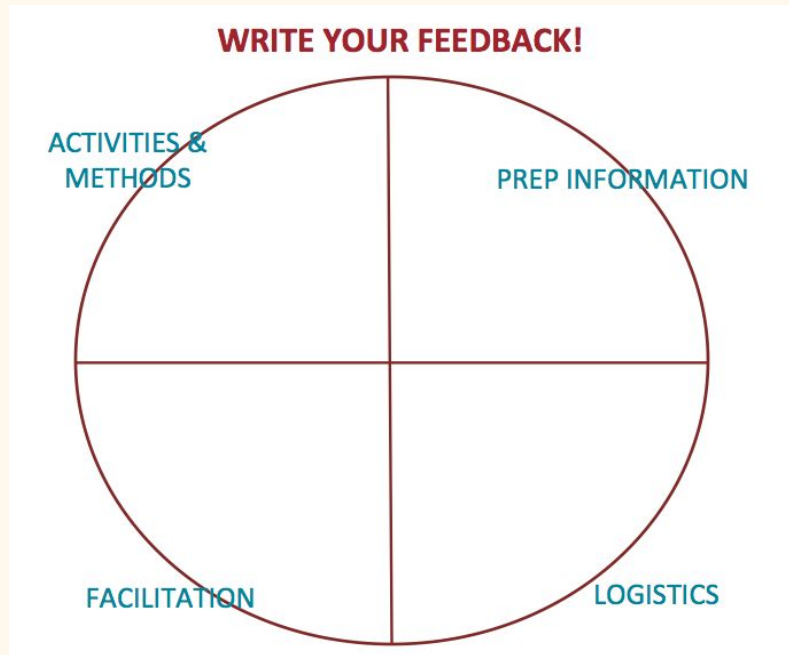 WRITE YOUR FEEDBACK!
ACTIVITIES &
METHODS
PREP INFORMATION
FACILITATION
LOGISTICS